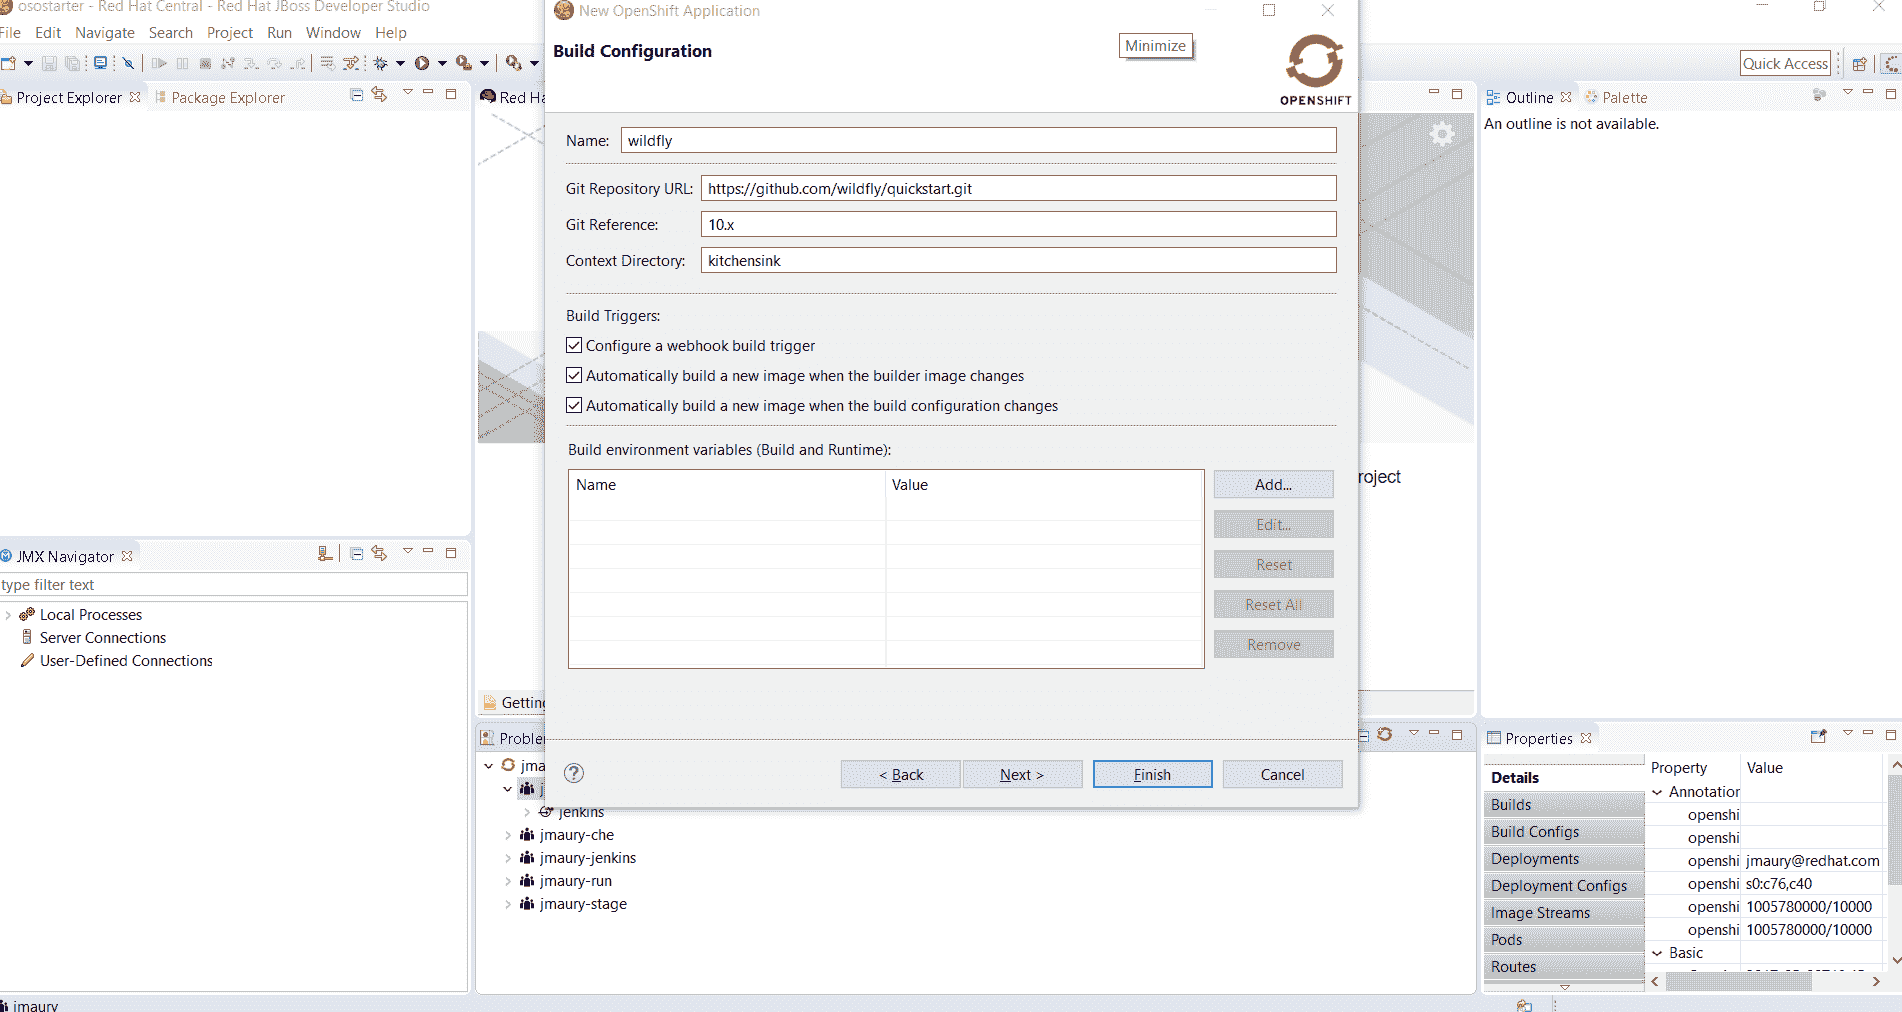 osostarter - Red Hat Central - Red Hat JBoss Developer Studio
File Edit Navigate Search Project Run Window Help
Quick Access
Project Explorer
Package Explorer
Red Ha
New OpenShift Application
Build Configuration
Minimize
OPENSHIFT
Name: wildfly
Git Repository URL: https://github.com/wildfly/quickstart.git
Git Reference: 10.x
Context Directory: kitchensink
Build Triggers:
Configure a webhook build trigger
Automatically build a new image when the builder image changes
Automatically build a new image when the build configuration changes
Build environment variables (Build and Runtime):
Name Value
Add...
Edit...
Reset
Reset All
Remove
< Back Next > Finish Cancel
roject
Outline
Palette
An outline is not available.
JMX Navigator
type filter text
Local Processes
Server Connections
User-Defined Connections
Getting
Proble
jma
j
jenkins
jmaury-che
jmaury-jenkins
jmaury-run
jmaury-stage
Properties
Details
Builds
Build Configs
Deployments
Deployment Configs
Image Streams
Pods
Routes
Property Value
Annotation
openshi
openshi
openshi jmaury@redhat.com
openshi s0:c76,c40
openshi 1005780000/10000
openshi 1005780000/10000
Basic
jmaury